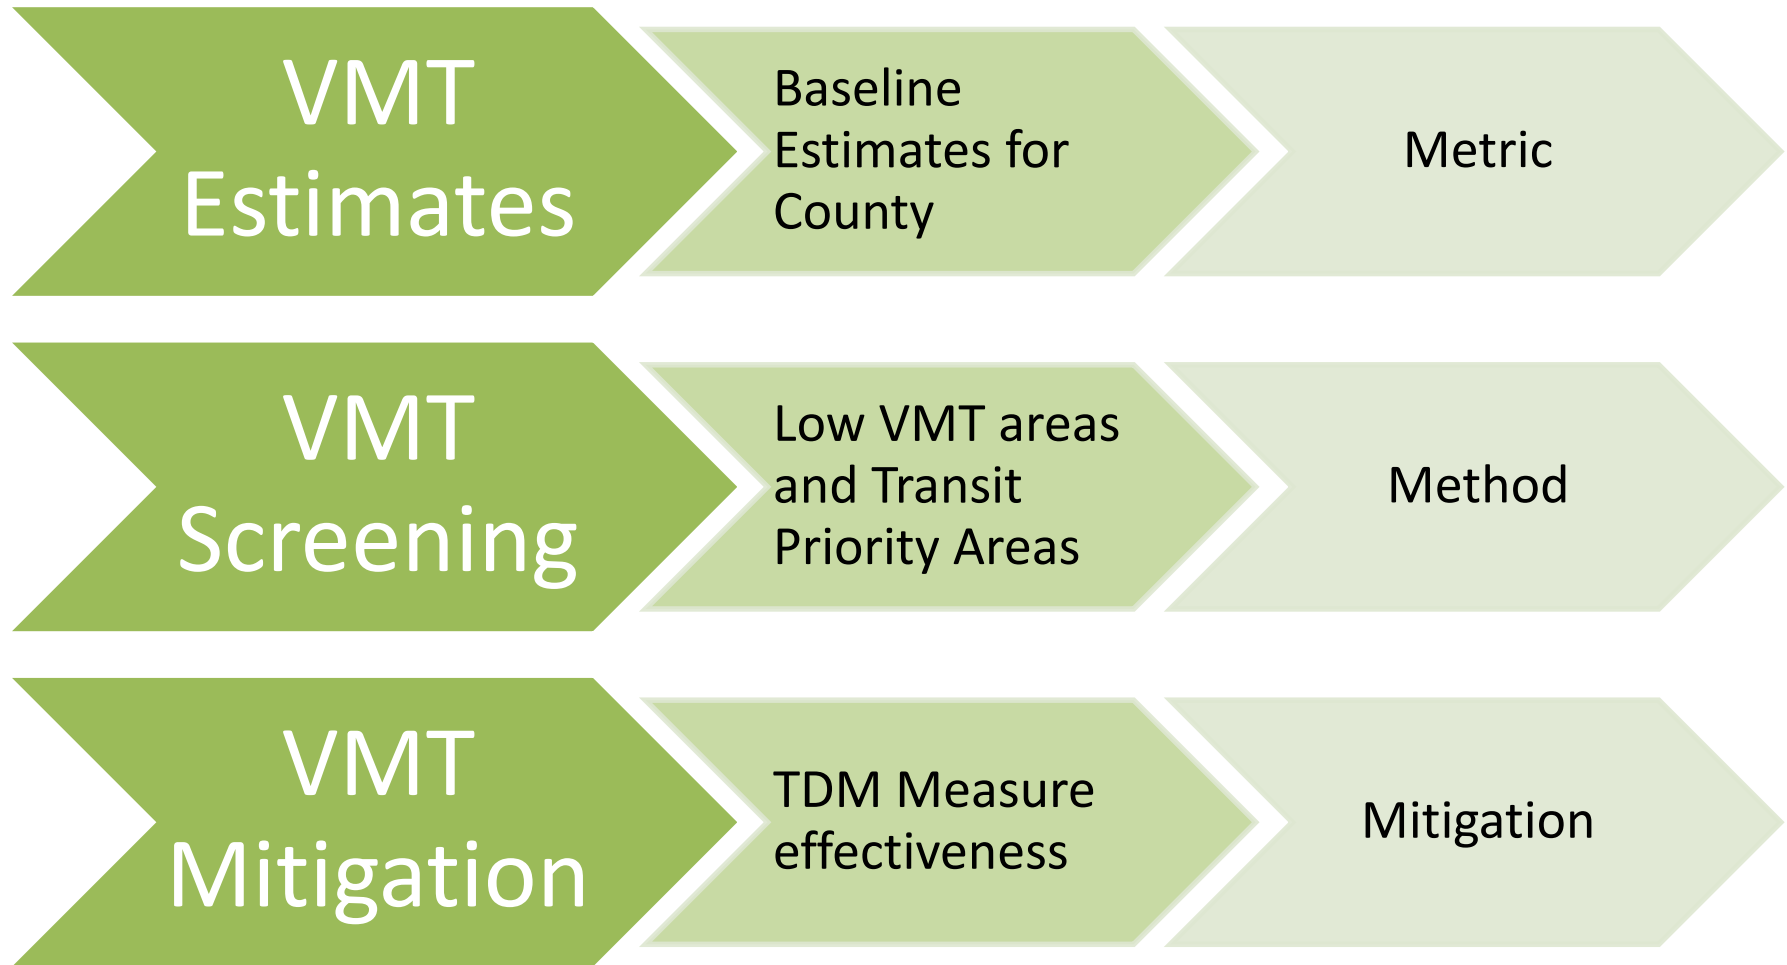 VMT
Estimates
Baseline
Estimates for
County
Metric
VMT
Screening
Low VMT areas
and Transit
Priority Areas
Method
VMT
Mitigation
TDM Measure
effectiveness
Mitigation